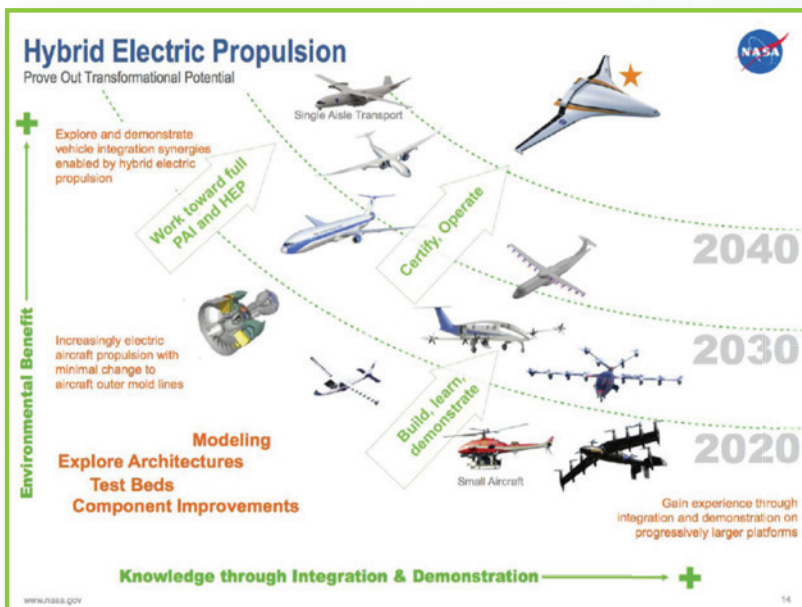 Hybrid Electric Propulsion
Prove Out Transformational Potential
NASA
Single Aisle Transport
Explore and demonstrate
vehicle integration synergies
enabled by hybrid electric
propulsion
Work toward full
PAI and HEP
Certify, Operate
2040
Environmental Benefit
Increasingly electric
aircraft propulsion with
minimal change to
aircraft outer mold lines
2030
Build, learn,
demonstrate
Modeling
Explore Architectures
Test Beds
Component Improvements
2020
Small Aircraft
Gain experience through
integration and demonstration on
progressively larger platforms
Knowledge through Integration & Demonstration
www.nasa.gov
14